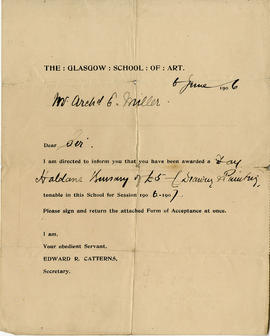 THE : GLASGOW : SCHOOL : OF : ART.
6 June 1906
Mr Archd G. Miller.
Dear Sir
I am directed to inform you that you have been awarded a Day
Haldane Bursary of £5 – (Drawing & Painting)
tenable in this School for Session 1906-1907
Please sign and return the attached Form of Acceptance at once.
I am,
Your obedient Servant,
EDWARD R. CATTERNS,
Secretary.